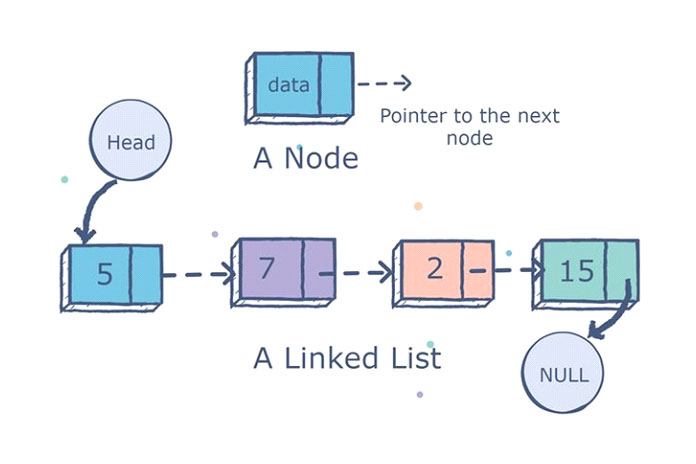 data
Pointer to the next
node
A Node
Head
5
7
2
15
A Linked List
NULL